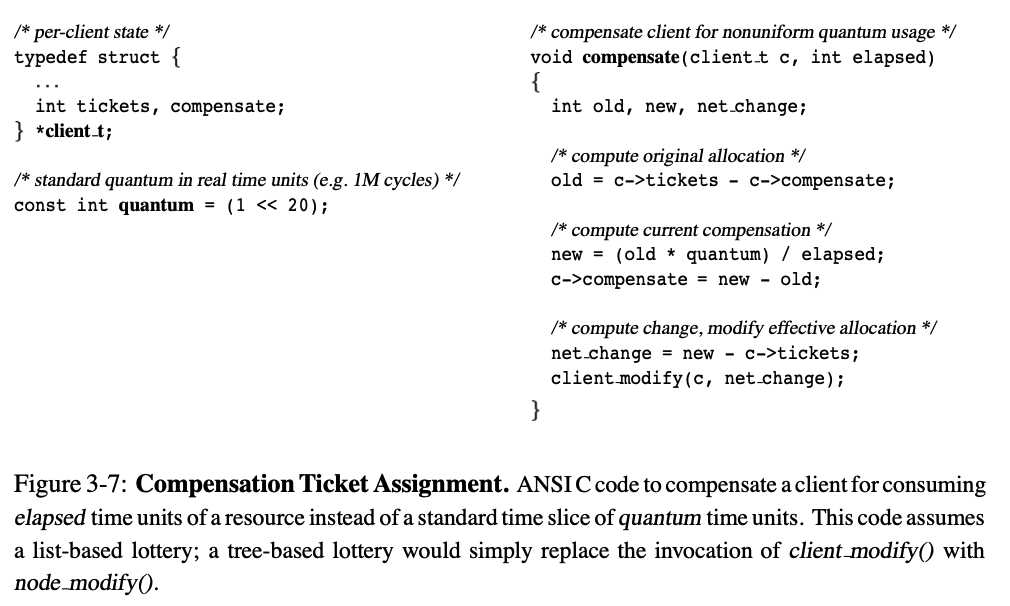 /* per-client state */
typedef struct {
...
int tickets, compensate;
} *client_t;
/* standard quantum in real time units (e.g. 1M cycles) */
const int quantum = (1 << 20);
/* compensate client for nonuniform quantum usage */
void compensate(client_t c, int elapsed)
{
int old, new, net_change;
/* compute original allocation */
old = c->tickets - c->compensate;
/* compute current compensation */
new = (old * quantum) / elapsed;
c->compensate = new - old;
/* compute change, modify effective allocation */
net_change = new - c->tickets;
client_modify(c, net_change);
}
Figure 3-7: Compensation Ticket Assignment. ANSI C code to compensate a client for consuming
elapsed time units of a resource instead of a standard time slice of quantum time units. This code assumes
a list-based lottery; a tree-based lottery would simply replace the invocation of client_modify() with
node_modify().